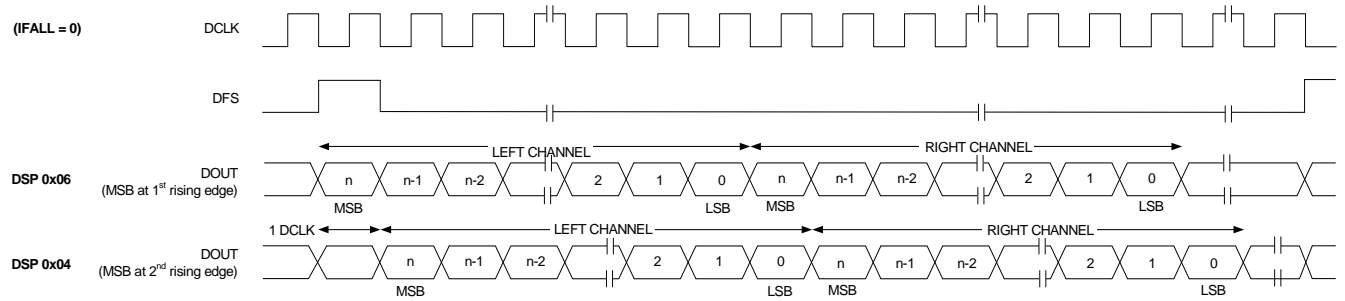 (IFALL = 0) DCLK
DFS
LEFT CHANNEL RIGHT CHANNEL
DSP 0x06 DOUT n n-1 n-2 2 1 0 n n-1 n-2 2 1 0
(MSB at 1st rising edge)
MSB LSB MSB LSB
1 DCLK LEFT CHANNEL RIGHT CHANNEL
DSP 0x04 DOUT n n-1 n-2 2 1 0 n n-1 n-2 2 1 0
(MSB at 2nd rising edge)
MSB LSB MSB LSB